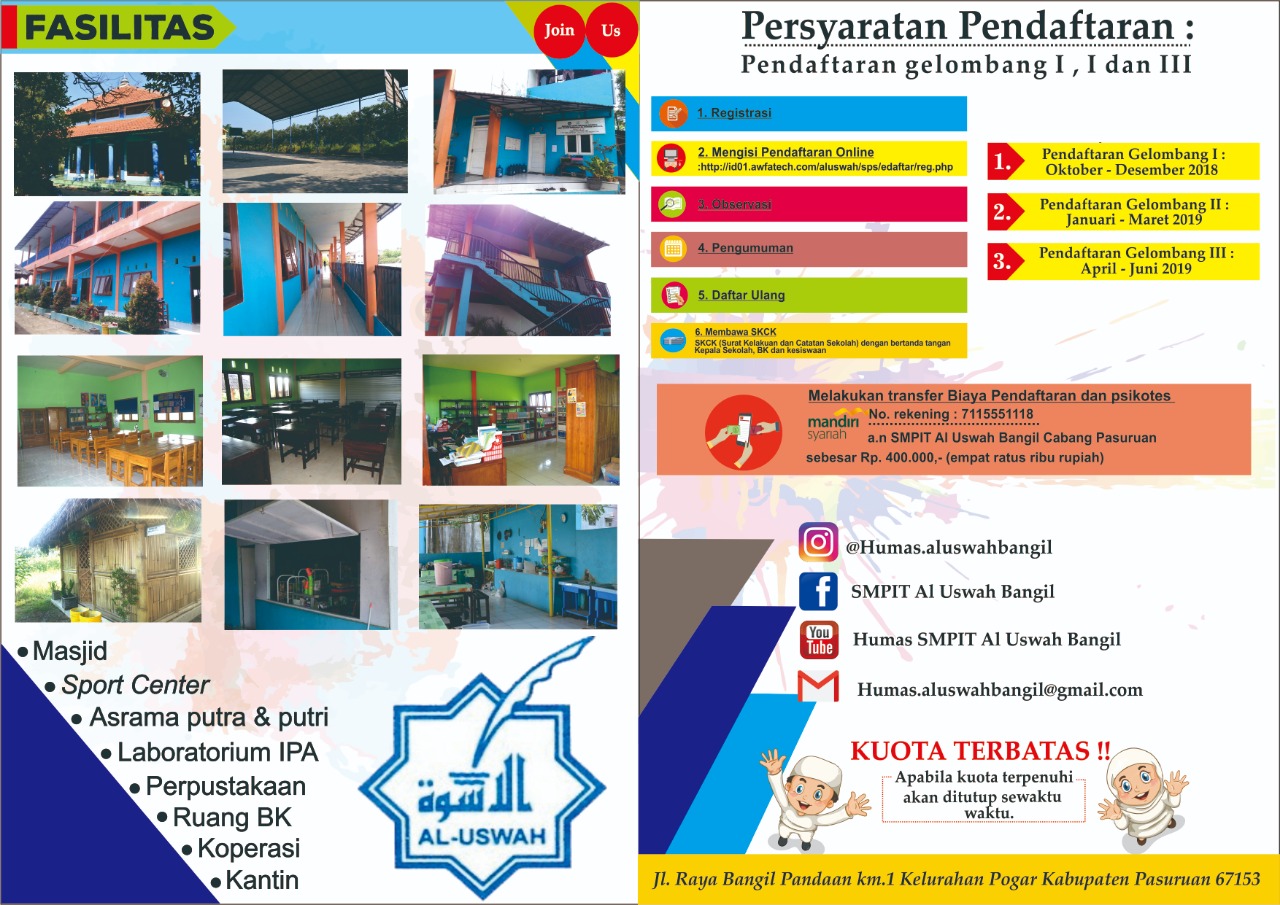 FASILITAS
Join
Us
Masjid
Sport Center
Asrama putra & putri
Laboratorium IPA
Perpustakaan
Ruang BK
Koperasi
Kantin
الاسوة
AL-USWAH
Persyaratan Pendaftaran :
Pendaftaran gelombang I , I dan III
1. Registrasi
2. Mengisi Pendaftaran Online
:http://id01.awfatech.com/aluswah/sps/edaftar/reg.php
3. Observasi
4. Pengumuman
5. Daftar Ulang
6. Membawa SKCK
SKCK (Surat Kelakuan dan Catatan Sekolah) dengan bertanda tangan
Kepala Sekolah, BK dan kesiswaan
1.
Pendaftaran Gelombang I :
Oktober - Desember 2018
2.
Pendaftaran Gelombang II :
Januari - Maret 2019
3.
Pendaftaran Gelombang III :
April - Juni 2019
Melakukan transfer Biaya Pendaftaran dan psikotes
mandiri
syariah
No. rekening : 7115551118
a.n SMPIT Al Uswah Bangil Cabang Pasuruan
sebesar Rp. 400.000,- (empat ratus ribu rupiah)
@Humas.aluswahbangil
SMPIT Al Uswah Bangil
You
Tube
Humas SMPIT Al Uswah Bangil
Humas.aluswahbangil@gmail.com
KUOTA TERBATAS !!
Apabila kuota terpenuhi
akan ditutup sewaktu
waktu.
Jl. Raya Bangil Pandaan km.1 Kelurahan Pogar Kabupaten Pasuruan 67153